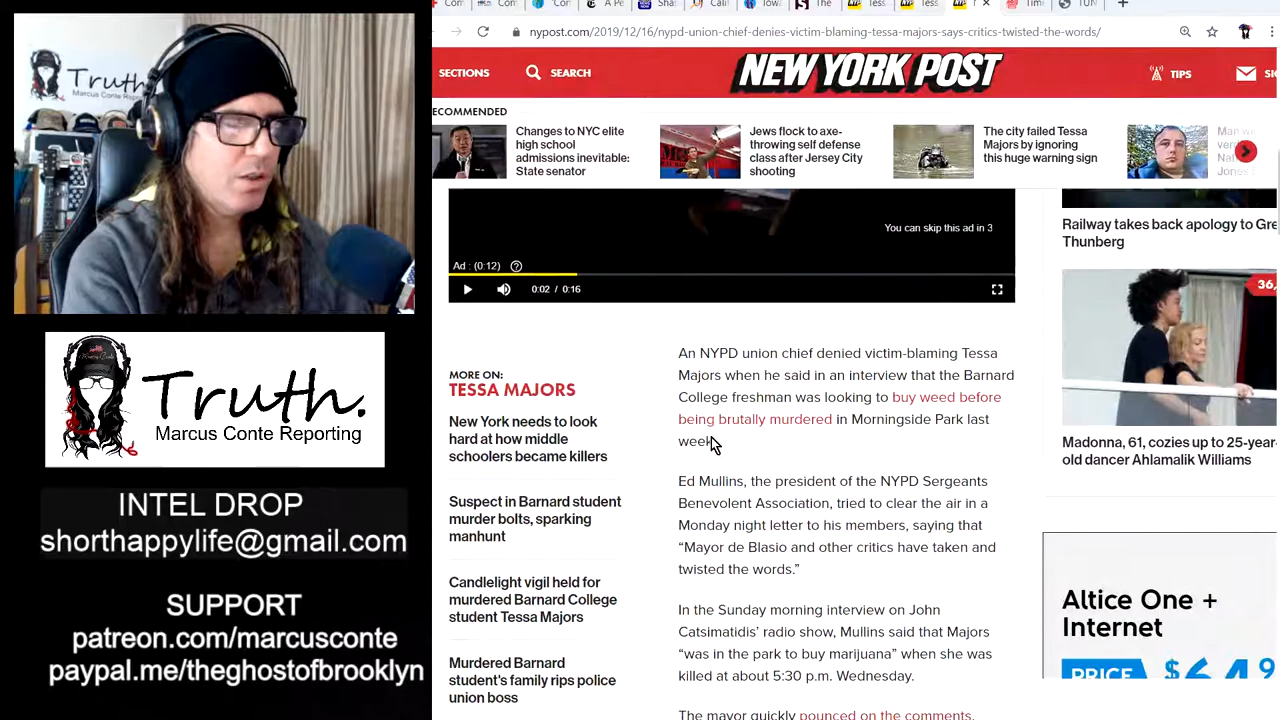 Truth.
Marcus Conte Repor
Truth.
Marcus Conte Reporting
INTEL DROP
shorthappylife@gmail.com
SUPPORT
patreon.com/marcusconte
paypal.me/theghostofbrooklyn
nypost.com/2019/12/16/nypd-union-chief-denies-victim-blaming-tessa-majors-says-critics-twisted-the-words/
SECTIONS
SEARCH
NEW YORK POST
TIPS
ECOMMENDED
Changes to NYC elite
high school
admissions inevitable:
State senator
Jews flock to axe-
throwing self defense
class after Jersey City
shooting
The city failed Tessa
Majors by ignoring
this huge warning sign
You can skip this ad in 3
Ad : (0:12)
0:02 / 0:16
MORE ON:
TESSA MAJORS
New York needs to look
hard at how middle
schoolers became killers
Suspect in Barnard student
murder bolts, sparking
manhunt
Candlelight vigil held for
murdered Barnard College
student Tessa Majors
Murdered Barnard
student's family rips police
union boss
An NYPD union chief denied victim-blaming Tessa
Majors when he said in an interview that the Barnard
College freshman was looking to buy weed before
being brutally murdered in Morningside Park last
week.
Ed Mullins, the president of the NYPD Sergeants
Benevolent Association, tried to clear the air in a
Monday night letter to his members, saying that
“Mayor de Blasio and other critics have taken and
twisted the words.”
In the Sunday morning interview on John
Catsimatidis’ radio show, Mullins said that Majors
“was in the park to buy marijuana” when she was
killed at about 5:30 p.m. Wednesday.
The mayor quickly pounced on the comments,
Railway takes back apology to Gre
Thunberg
36,
Madonna, 61, cozies up to 25-year-
old dancer Ahlamalik Williams
Altice One +
Internet
PRICE